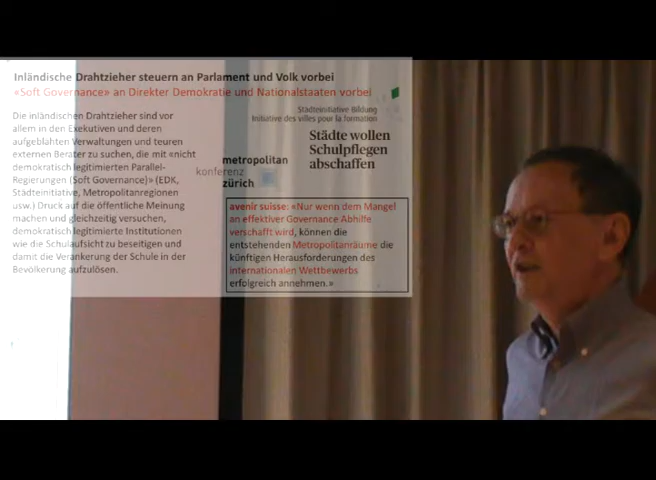 Inländische Drahtzieher steuern an Parlament und Volk vorbei
«Soft Governance» an Direkter Demokratie und Nationalstaaten vorbei
Die inländischen Drahtzieher sind vor
allem in den Exekutiven und deren
aufgeblähten Verwaltungen und teuren
externen Berater zu suchen, die mit «nicht
demokratisch legitimierten Parallel-
Regierungen (Soft Governance)» (EDK,
Städteinitiative, Metropolitanregionen
usw.) Druck auf die öffentliche Meinung
machen und gleichzeitig versuchen,
demokratisch legitimierte Institutionen
wie die Schulaufsicht zu beseitigen und
damit die Verankerung der Schule in der
Bevölkerung aufzulösen.
Städteinitiative Bildung
Initiative des villes pour la formation
Städte wollen
Schulpflegen
abschaffen
metropolitan
konferenz
zürich
avenir suisse: «Nur wenn dem Mangel
an effektiver Governance Abhilfe
verschafft wird, können die
entstehenden Metropolitanräume die
künftigen Herausforderungen des
internationalen Wettbewerbs
erfolgreich annehmen.»